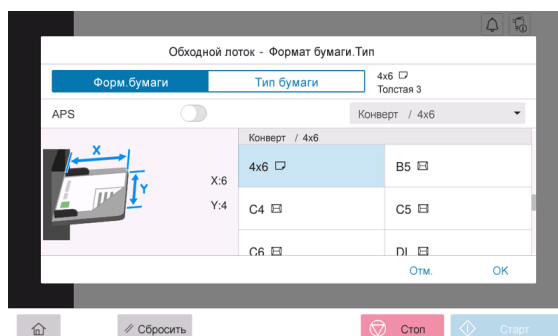 Обходной лоток - Формат бумаги.Тип
Форм.бумаги
Тип бумаги
4x6
Толстая 3
APS
Конверт / 4x6
Конверт / 4x6
X
Y
X:6
Y:4
4x6
B5
C4
C5
C6
DL
Отм.
OK
Сбросить
Стоп
Старт